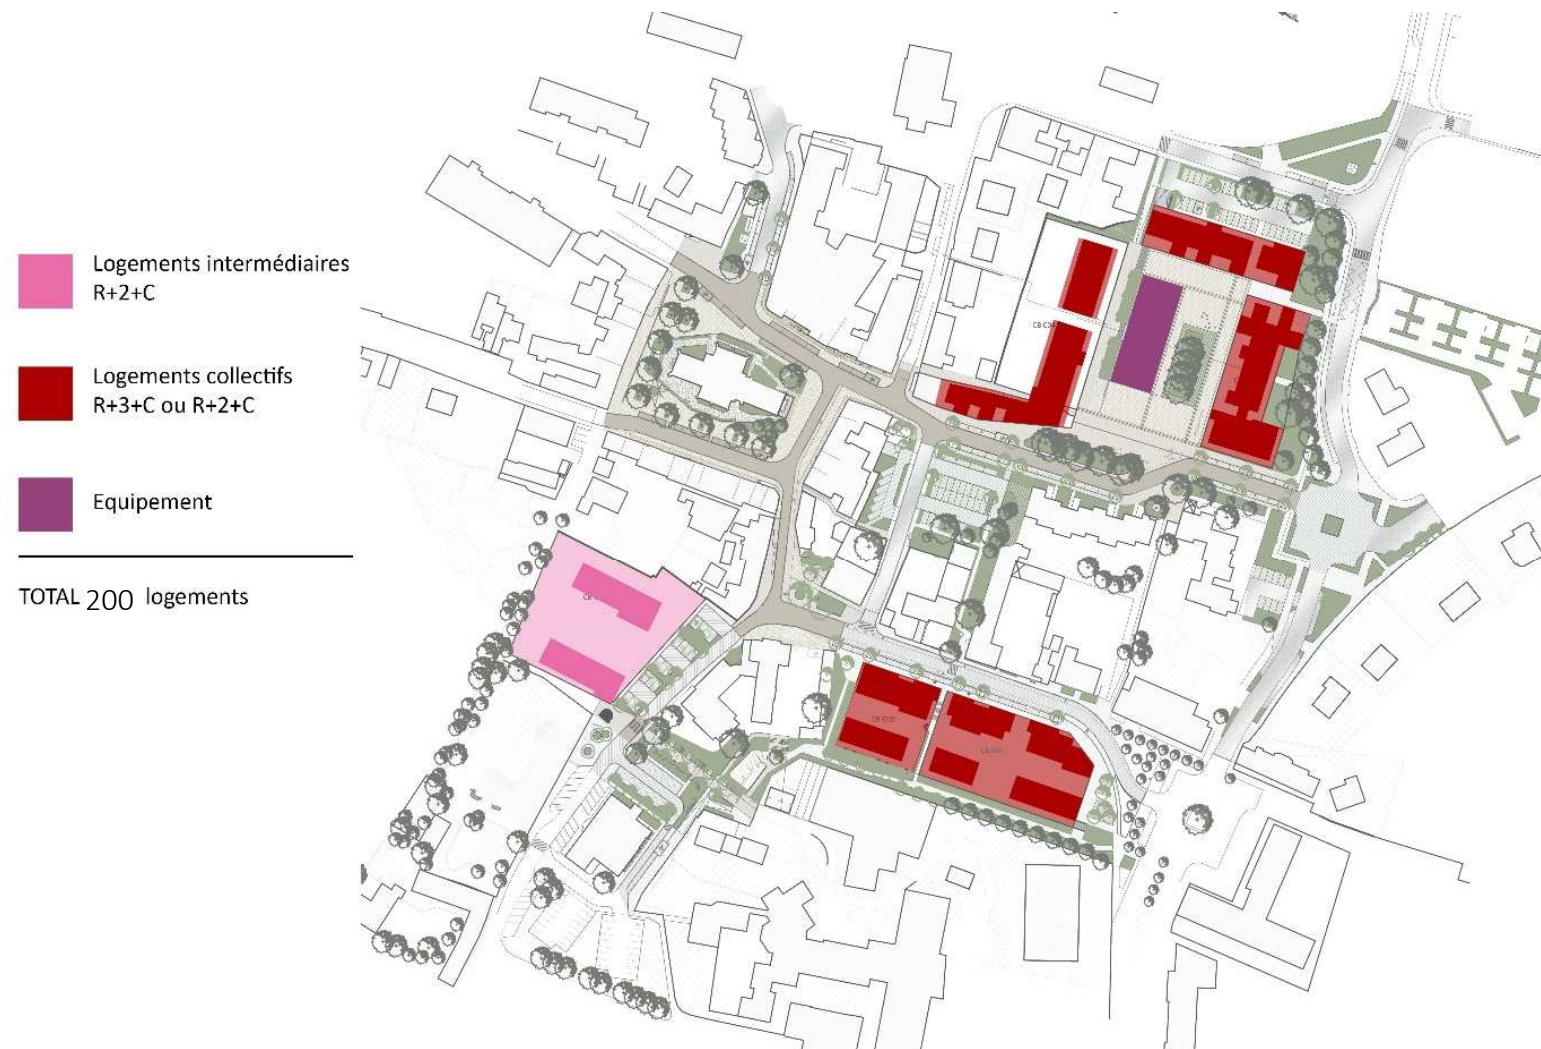 Logements intermédiaires
R+2+C
Logements collectifs
R+3+C ou R+2+C
Equipement
TOTAL 200 logements